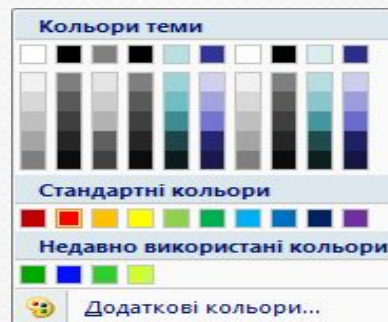 Кольори теми
Стандартні кольори
Недавно використані кольори
Додаткові кольори...